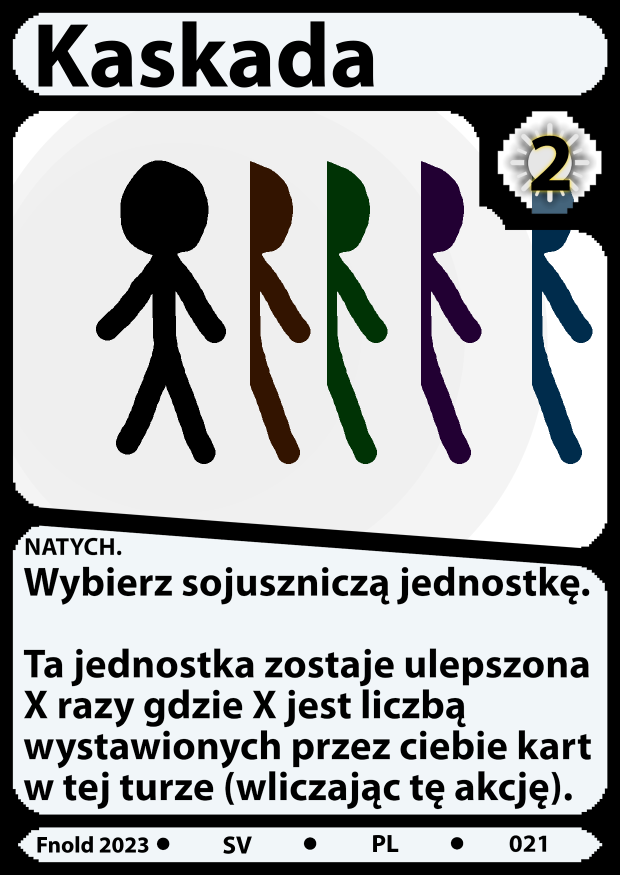 Kaskada
2
NATYCH.
Wybierz sojuszniczą jednostkę.
Ta jednostka zostaje ulepszona
X razy gdzie X jest liczbą
wystawionych przez ciebie kart
w tej turze (wliczając tę akcję).
Fnold 2023 • SV • PL • 021